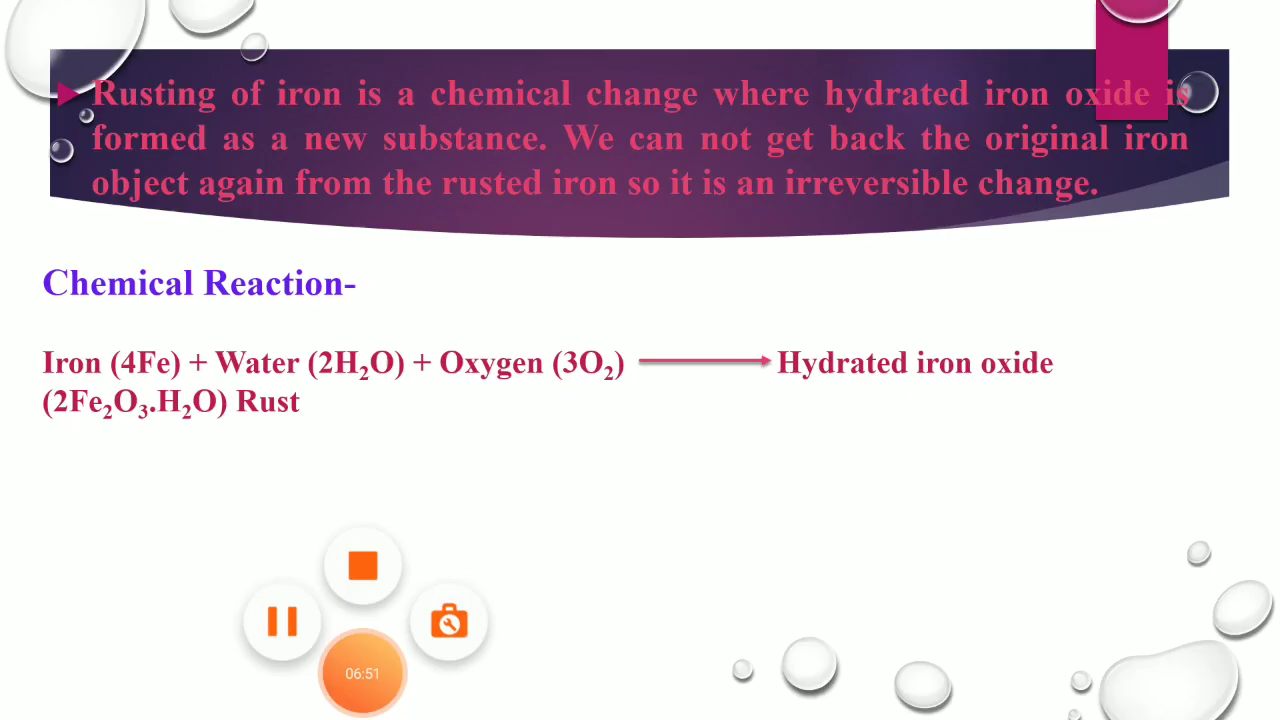 Rusting of iron is a chemical change where hydrated iron oxide is
formed as a new substance. We can not get back the original iron
object again from the rusted iron so it is an irreversible change.
Chemical Reaction-
Iron (4Fe) + Water (2H₂O) + Oxygen (3O₂) ⟶ Hydrated iron oxide
(2Fe₂O₃.H₂O) Rust
06:51